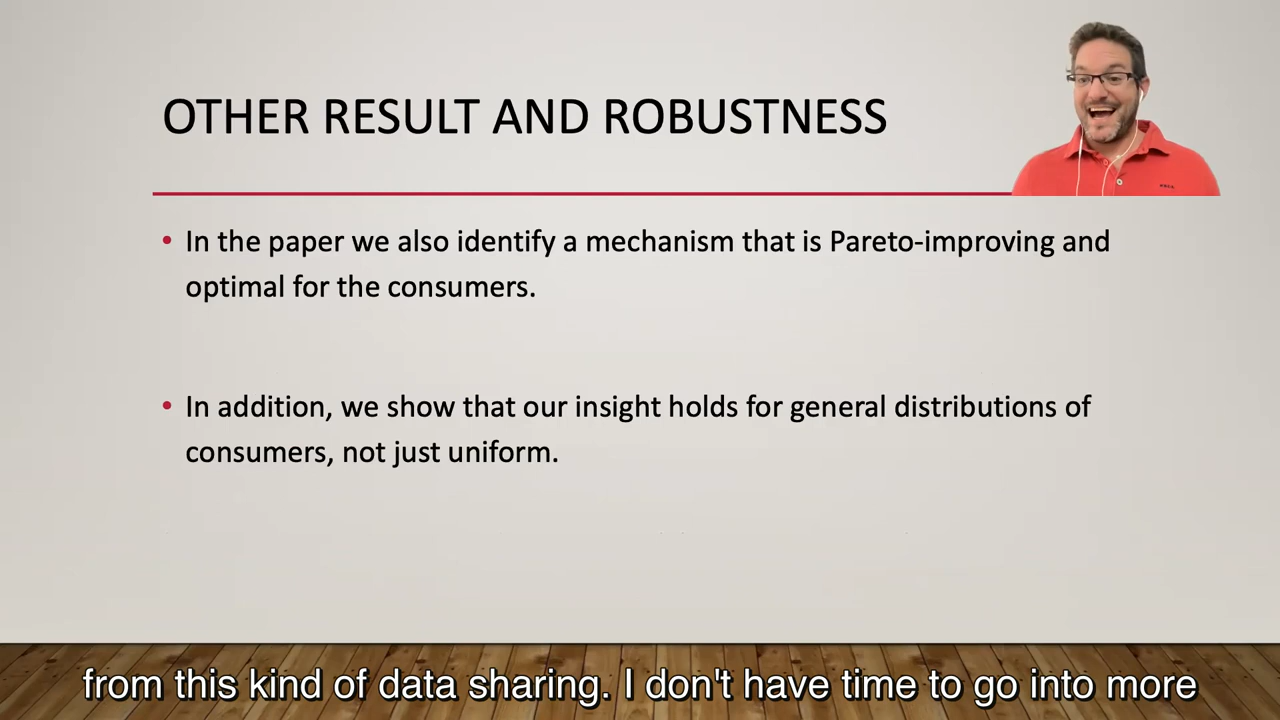 OTHER RESULT AND ROBUSTNESS
• In the paper we also identify a mechanism that is Pareto-improving and
optimal for the consumers.
• In addition, we show that our insight holds for general distributions of
consumers, not just uniform.
from this kind of data sharing. I don't have time to go into more